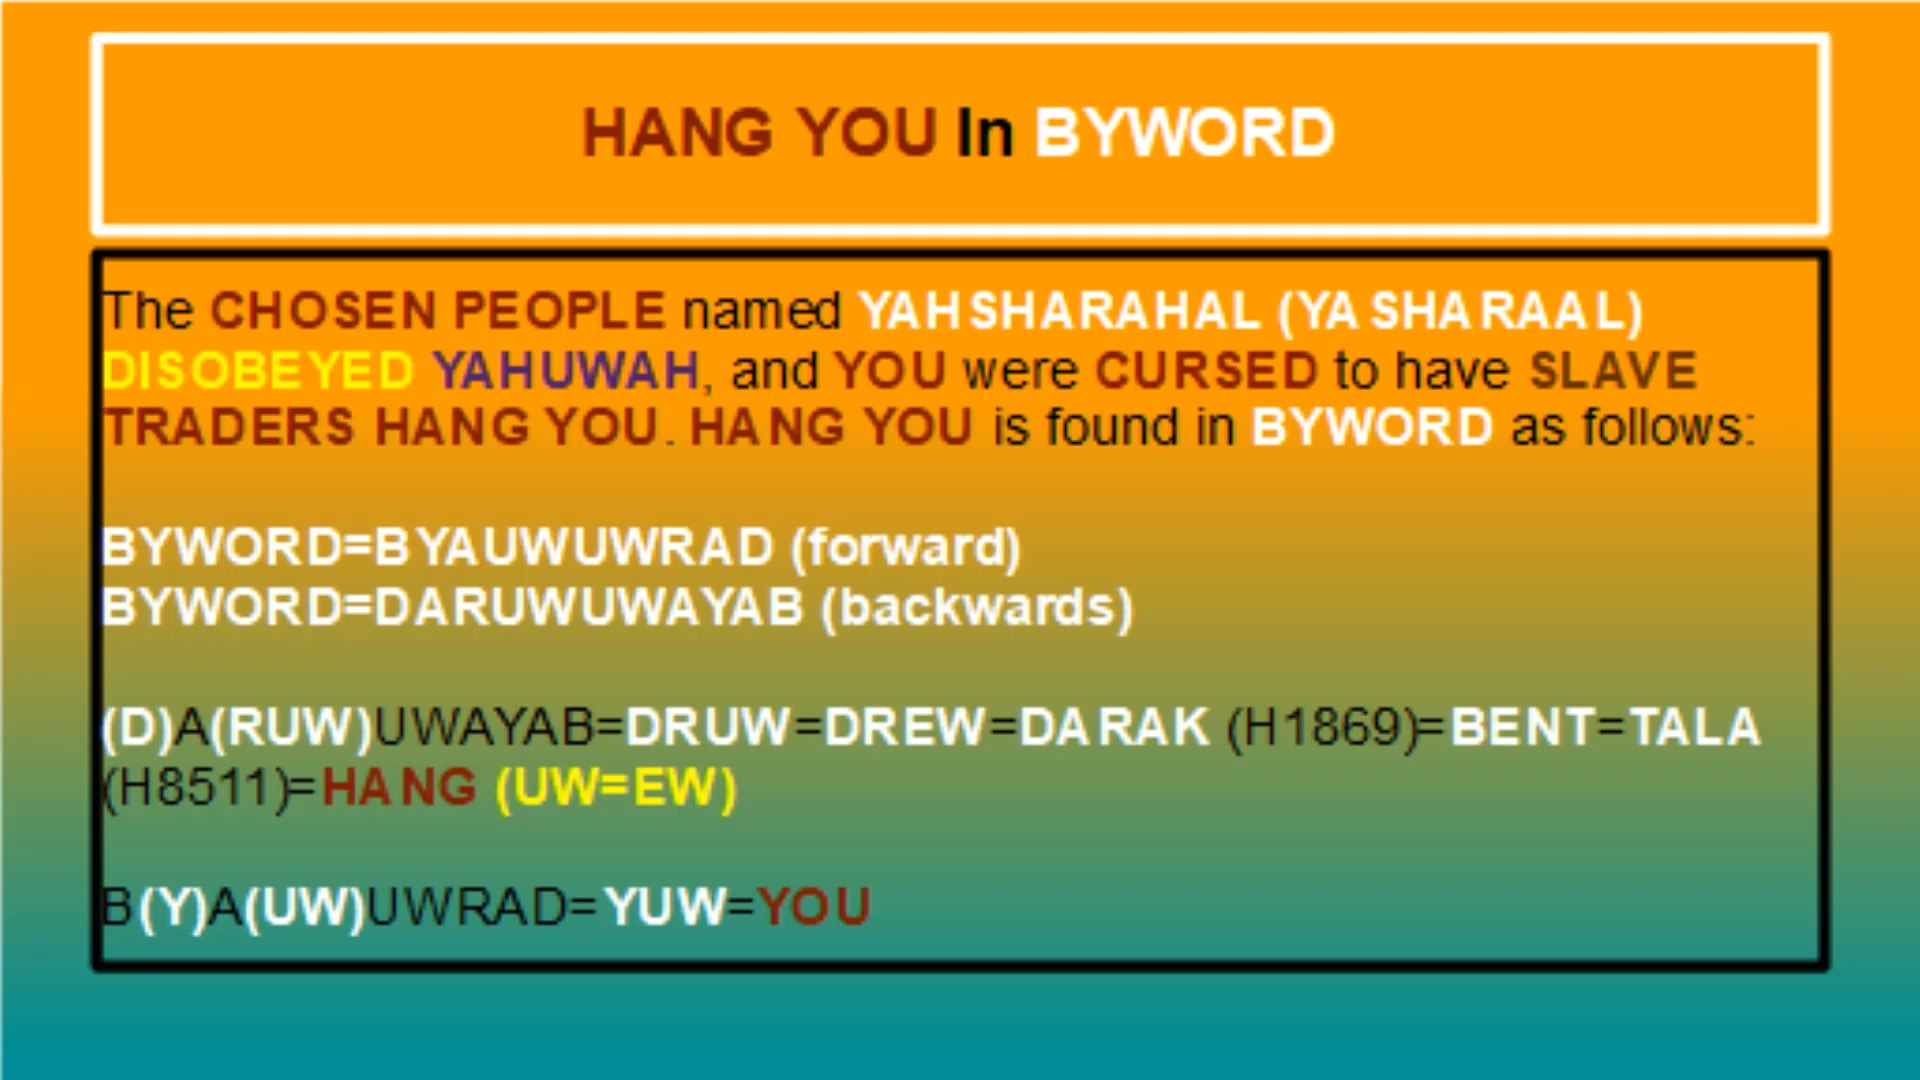 HANG YOU In BYWORD
The CHOSEN PEOPLE named YAHSHARAHAL (YASHARAAL)
DISOBEYED YAHUWAH, and YOU were CURSED to have SLAVE
TRADERS HANG YOU. HANG YOU is found in BYWORD as follows:
BYWORD=BYAUWUWRAD (forward)
BYWORD=DARUWUWAYAB (backwards)
(D)A(RUW)UWAYAB=DRUW=DREW=DARAK (H1869)=BENT=TALA
(H8511)=HANG (UW=EW)
B(Y)A(UW)UWRAD=YUW=YOU